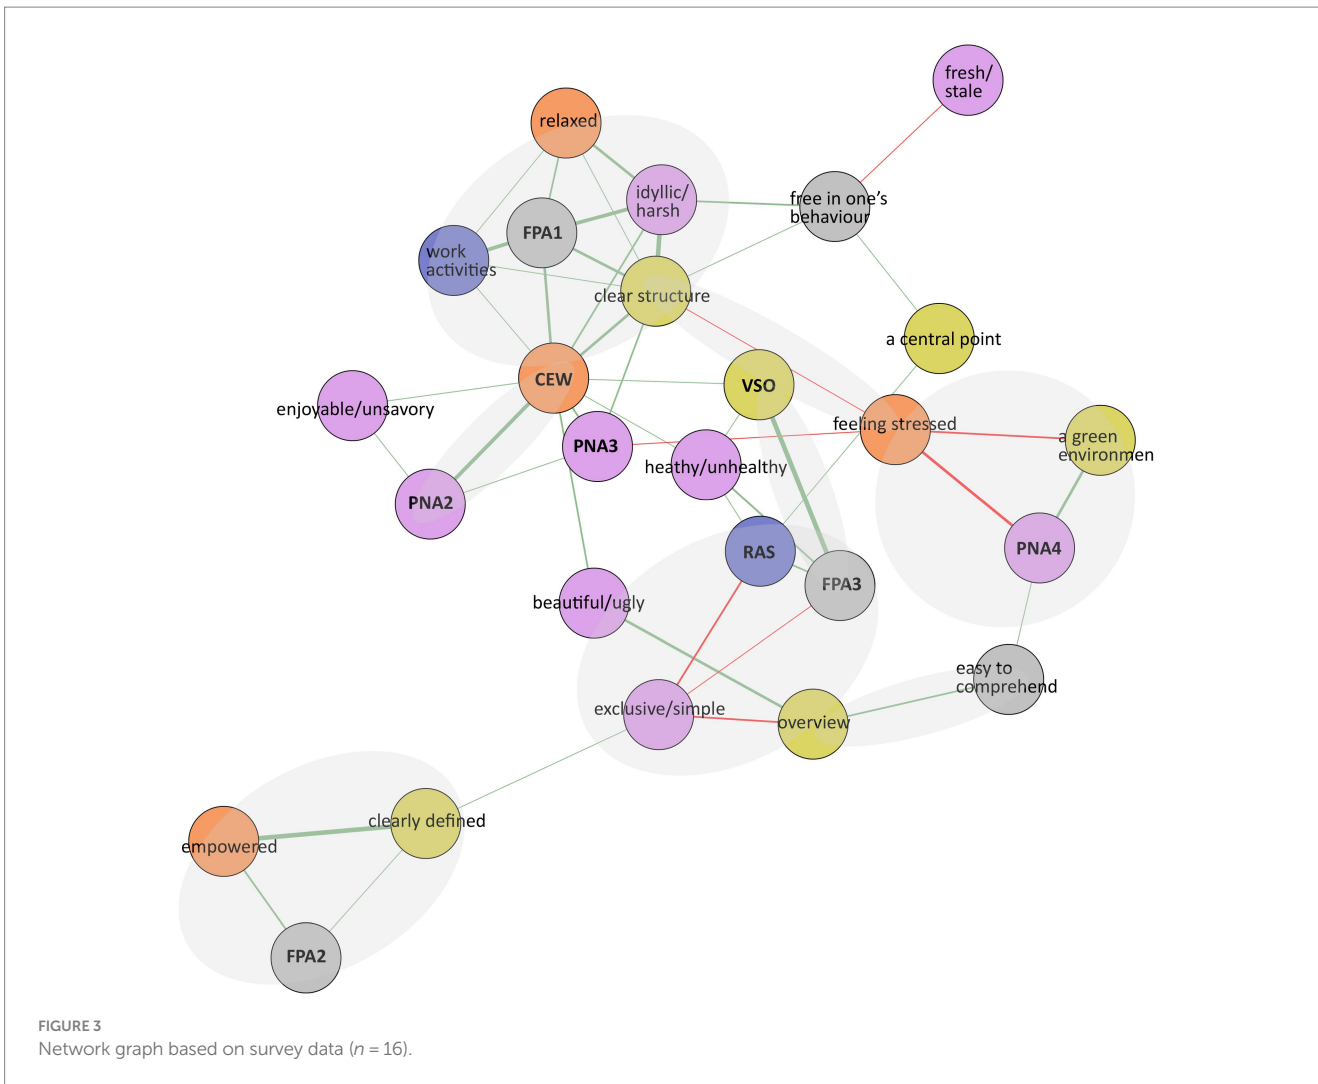 fresh/
stale
relaxed
idyllic/
harsh
free in one's
behaviour
FPA1
work
activities
clear structure
a central point
CEW
VSO
enjoyable/unsavory
feeling stressed
a green
environmen
PNA3
heathy/unhealthy
PNA2
RAS
PNA4
FPA3
beautiful/ugly
easy to
comprehend
exclusive/simple
overview
clearly defined
empowered
FPA2
FIGURE 3
Network graph based on survey data (n = 16).